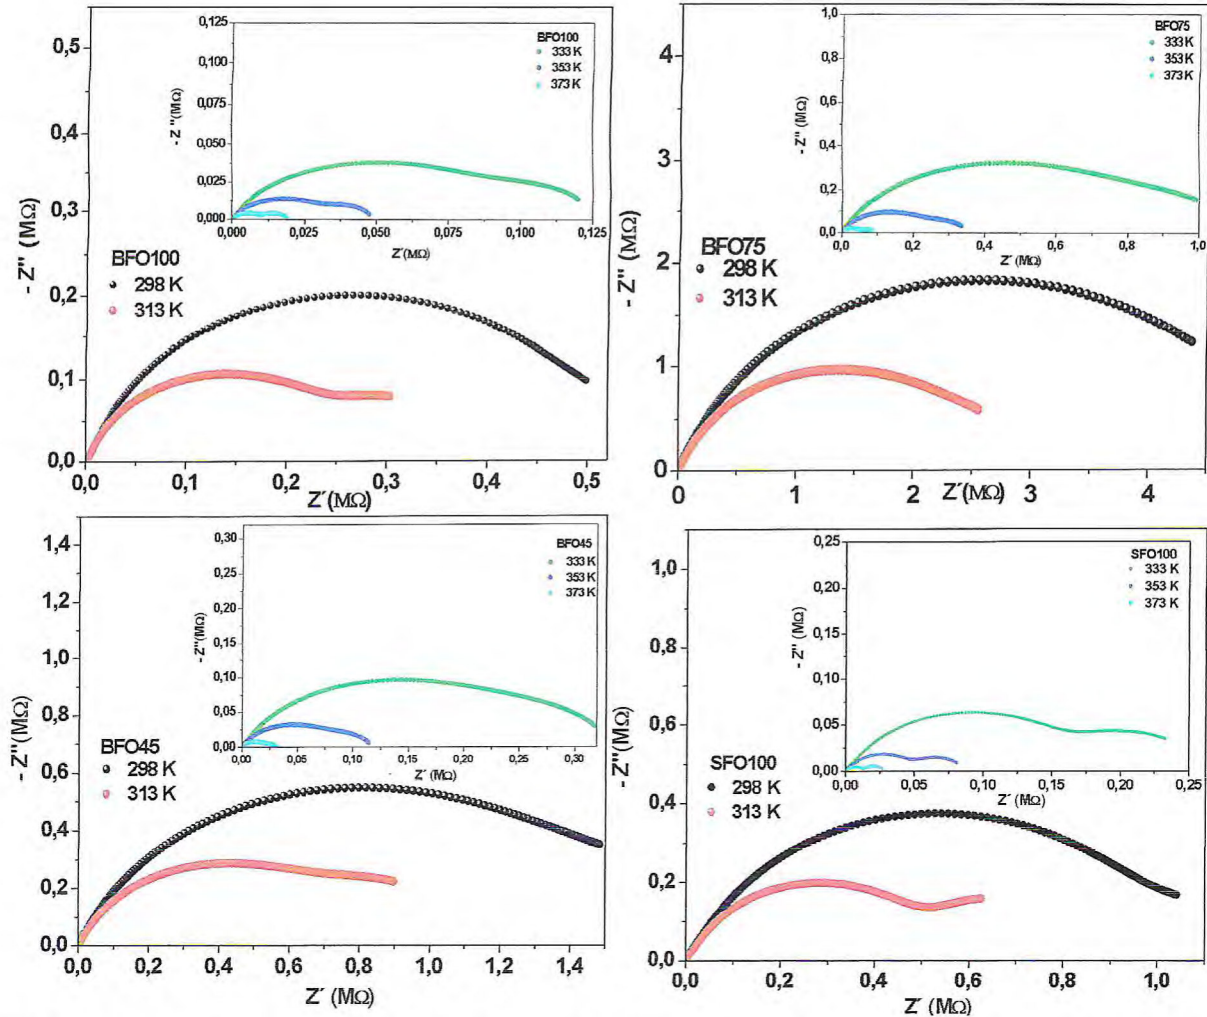 0,5
0,4
0,3
0,2
0,1
0,0
- Z" (MΩ)
0,0
0,1
0,2
0,3
0,4
0,5
Z´(MΩ)
BFO100
298 K
313 K
0,125
0,100
0,075
0,050
0,025
0,000
- Z" (MΩ)
0,000
0,025
0,050
0,075
0,100
0,125
Z´(MΩ)
BFO100
333 K
353 K
373 K
4
3
2
1
0
- Z" (MΩ)
0
1
2
3
4
Z´(MΩ)
BFO75
298 K
313 K
1,0
0,8
0,6
0,4
0,2
0,0
- Z" (MΩ)
0,0
0,2
0,4
0,6
0,8
1,0
Z´(MΩ)
BFO75
333 K
353 K
373 K
1,4
1,2
1,0
0,8
0,6
0,4
0,2
0,0
- Z"(MΩ)
0,0
0,2
0,4
0,6
0,8
1,0
1,2
1,4
Z´ (MΩ)
BFO45
298 K
313 K
0,30
0,25
0,20
0,15
0,10
0,05
0,00
- Z"(MΩ)
0,00
0,05
0,10
0,15
0,20
0,25
0,30
Z´ (MΩ)
BFO45
333 K
353 K
373 K
1,0
0,8
0,6
0,4
0,2
0,0
- Z"(MΩ)
0,0
0,2
0,4
0,6
0,8
1,0
Z´ (MΩ)
SFO100
298 K
313 K
0,25
0,20
0,15
0,10
0,05
0,00
- Z" (MΩ)
0,00
0,05
0,10
0,15
0,20
0,25
Z´ (MΩ)
SFO100
333 K
353 K
373 K